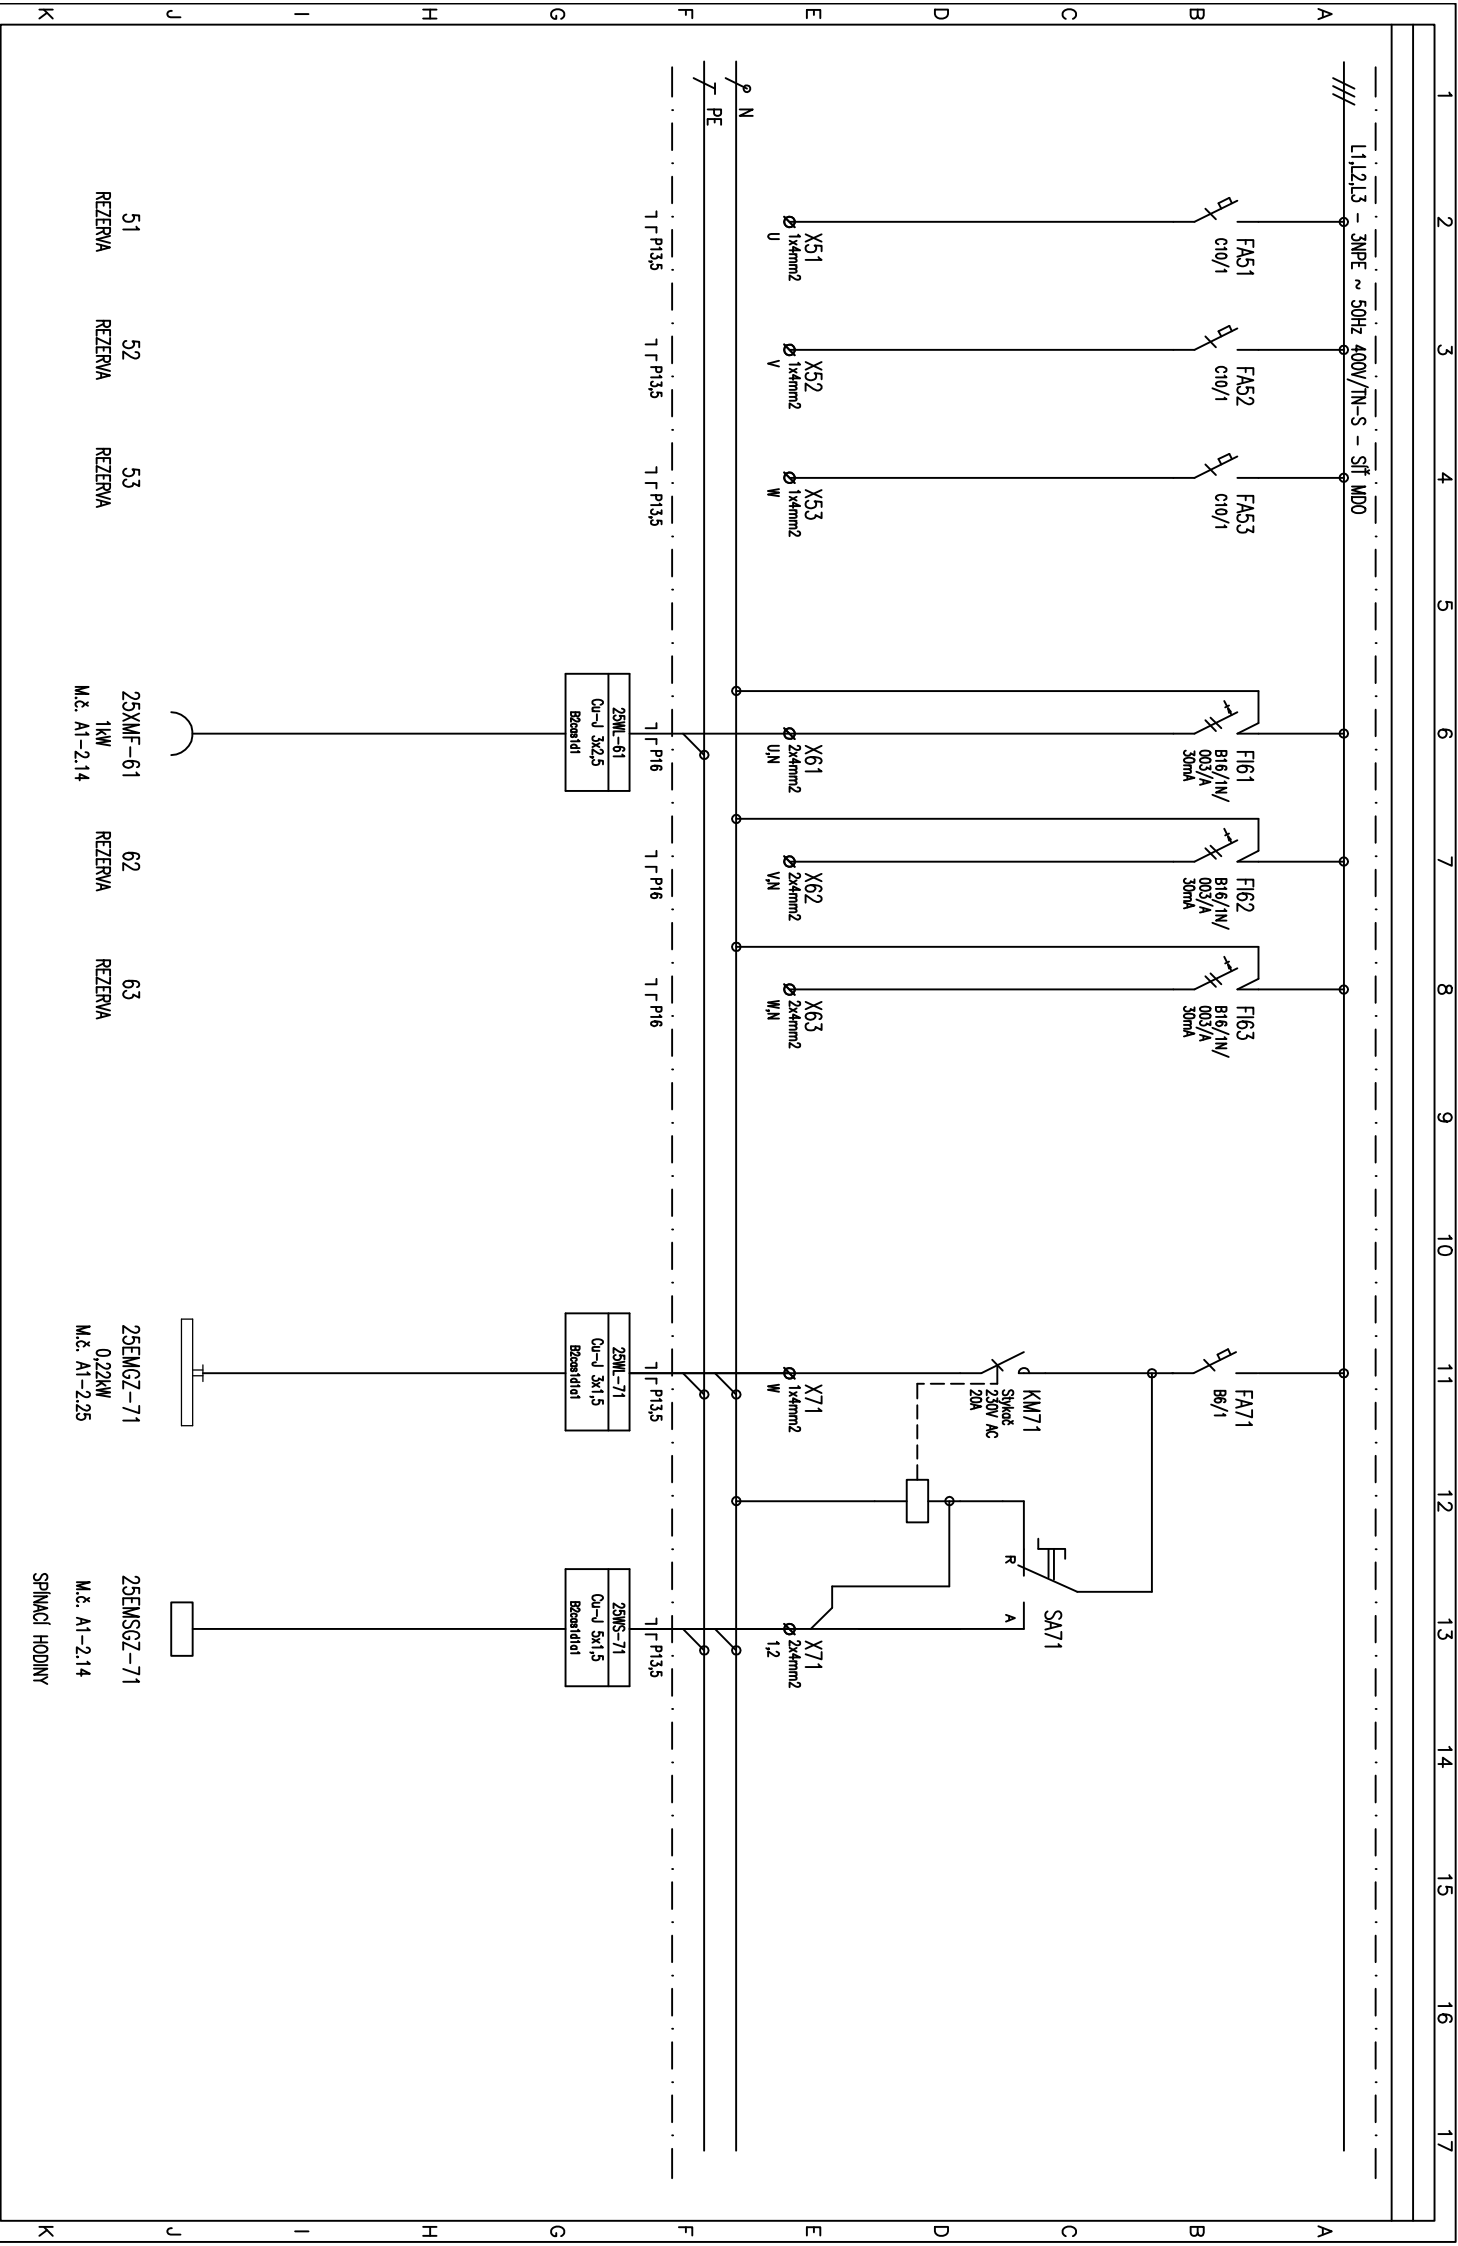 1 2 3 4 5 6 7 8 9 10 11 12 13 14 15 16 17
A
B
C
D
E
F
G
H
I
J
K
L1,L2,L3 - 3NPE ~ 50Hz 400V/TN-S - SÍŤ MDO
N
PE
FA51
C10/1
X51
1x4mm2
U
P13,5
51
REZERVA
FA52
C10/1
X52
1x4mm2
V
P13,5
52
REZERVA
FA53
C10/1
X53
1x4mm2
W
P13,5
53
REZERVA
FI61
B16/1N/
003/A
30mA
X61
2x4mm2
U,N
P16
25WL-61
Cu-J 3x2,5
B2cas1d1
25XMF-61
1kW
M.č. A1-2.14
FI62
B16/1N/
003/A
30mA
X62
2x4mm2
V,N
P16
62
REZERVA
FI63
B16/1N/
003/A
30mA
X63
2x4mm2
W,N
P16
63
REZERVA
FA71
B6/1
KM71
Stykač
230V AC
20A
X71
1x4mm2
W
P13,5
25WL-71
Cu-J 3x1,5
B2cas1d1a1
25EMGZ-71
0,22kW
M.č. A1-2.25
SA71
R
A
X71
2x4mm2
1,2
P13,5
25WS-71
Cu-J 5x1,5
B2cas1d1a1
25EMSGZ-71
M.č. A1-2.14
SPÍNACÍ HODINY
A
B
C
D
E
F
G
H
I
J
K